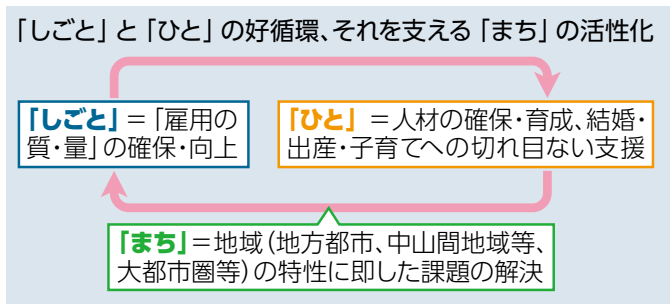 「しごと」と「ひと」の好循環、それを支える「まち」の活性化
「しごと」＝「雇用の
質・量」の確保・向上
「ひと」＝人材の確保・育成、結婚・
出産・子育てへの切れ目ない支援
「まち」＝地域（地方都市、中山間地域等、
大都市圏等）の特性に即した課題の解決